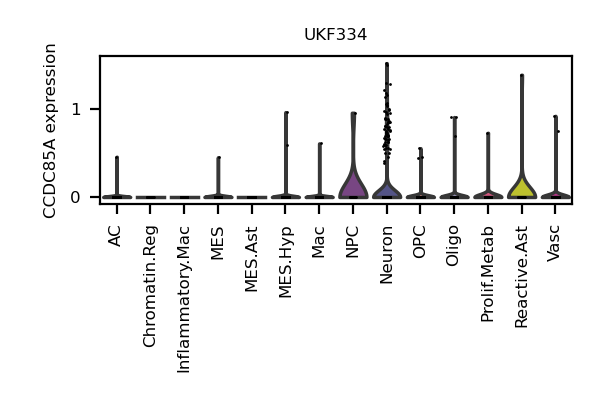 UKF334
CCDC85A expression
1
0
AC
Chromatin.Reg
Inflammatory.Mac
MES
MES.Ast
MES.Hyp
Mac
NPC
Neuron
OPC
Oligo
Prolif.Metab
Reactive.Ast
Vasc